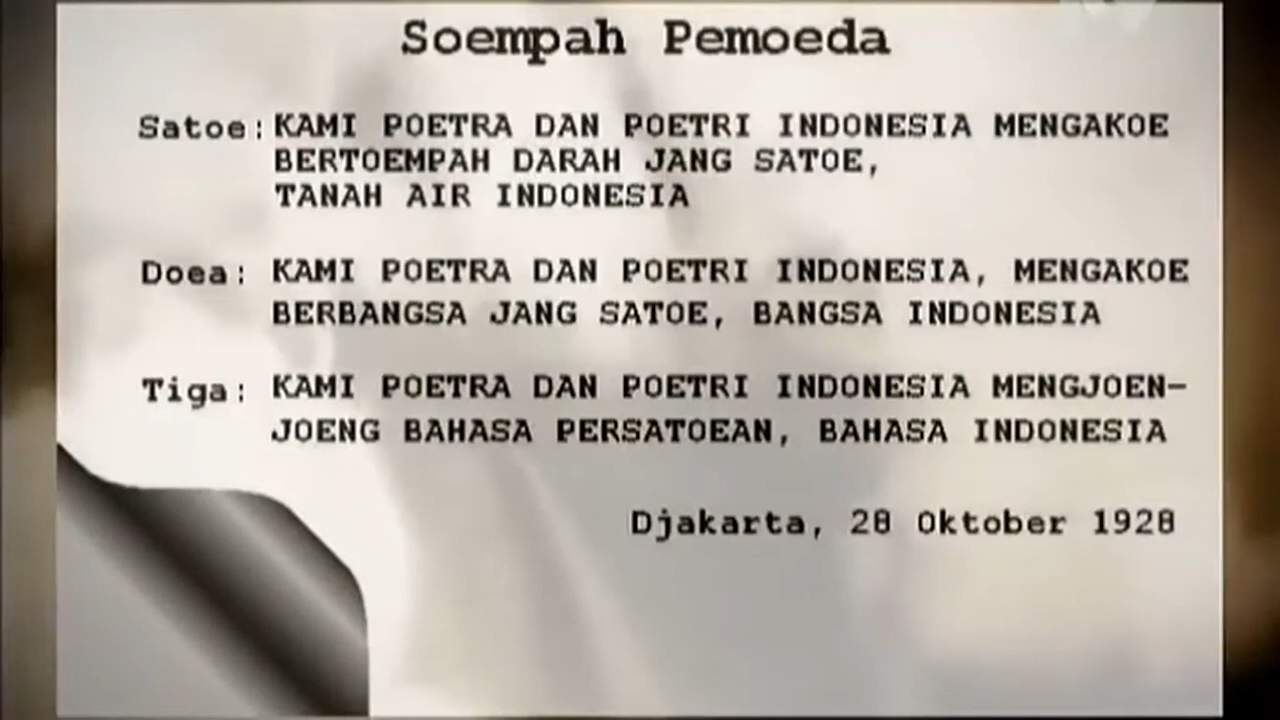 Soempah Pemoeda
Satoe: KAMI POETRA DAN POETRI INDONESIA MENGAKOE
BERTOEMPAH DARAH JANG SATOE,
TANAH AIR INDONESIA
Doea: KAMI POETRA DAN POETRI INDONESIA, MENGAKOE
BERBANGSA JANG SATOE, BANGSA INDONESIA
Tiga: KAMI POETRA DAN POETRI INDONESIA MENGJOEN-
JOENG BAHASA PERSATOEAN, BAHASA INDONESIA
Djakarta, 28 Oktober 1928